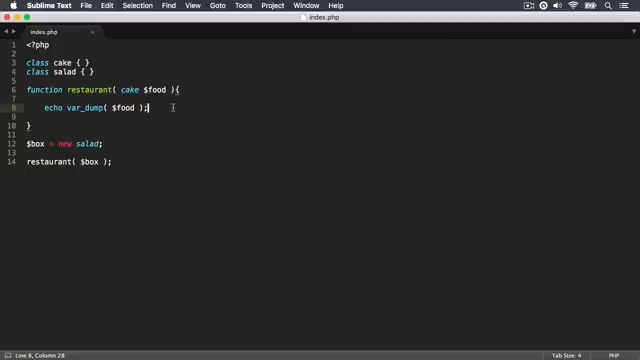 Sublime Text File Edit Selection Find View Goto Tools Project Window Help
index.php
index.php ×
1 <?php
2
3 class cake { }
4 class salad { }
5
6 function restaurant( cake $food ){
7
8 echo var_dump( $food );
9
10 }
11
12 $box = new salad;
13
14 restaurant( $box );
Line 8, Column 28 Tab Size: 4 PHP